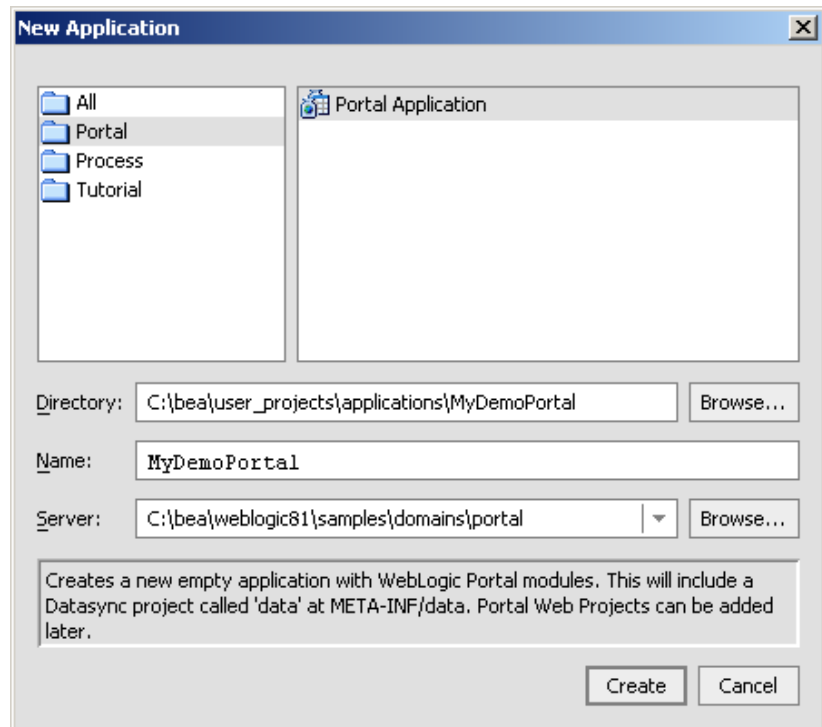 New Application
All
Portal
Process
Tutorial
Portal Application
Directory: C:\bea\user_projects\applications\MyDemoPortal Browse...
Name: MyDemoPortal
Server: C:\bea\weblogic81\samples\domains\portal Browse...
Creates a new empty application with WebLogic Portal modules. This will include a
Datasync project called 'data' at META-INF/data. Portal Web Projects can be added
later.
Create Cancel